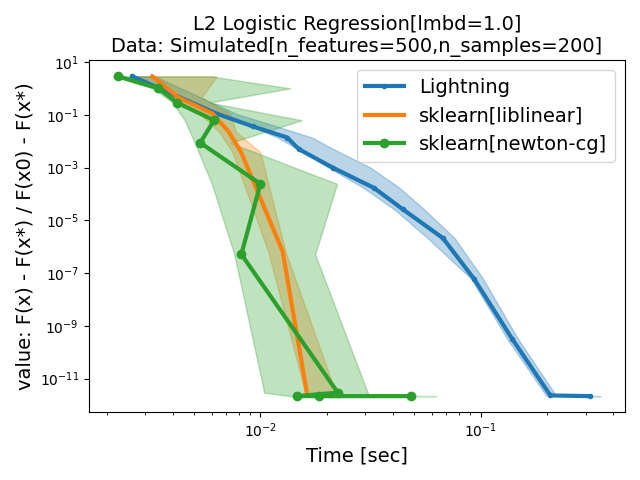 L2 Logistic Regression[lmbd=1.0]
Data: Simulated[n_features=500,n_samples=200]
value: F(x) - F(x*) / F(x0) - F(x*)
10¹
10⁻¹
10⁻³
10⁻⁵
10⁻⁷
10⁻⁹
10⁻¹¹
Lightning
sklearn[liblinear]
sklearn[newton-cg]
10⁻²
10⁻¹
Time [sec]